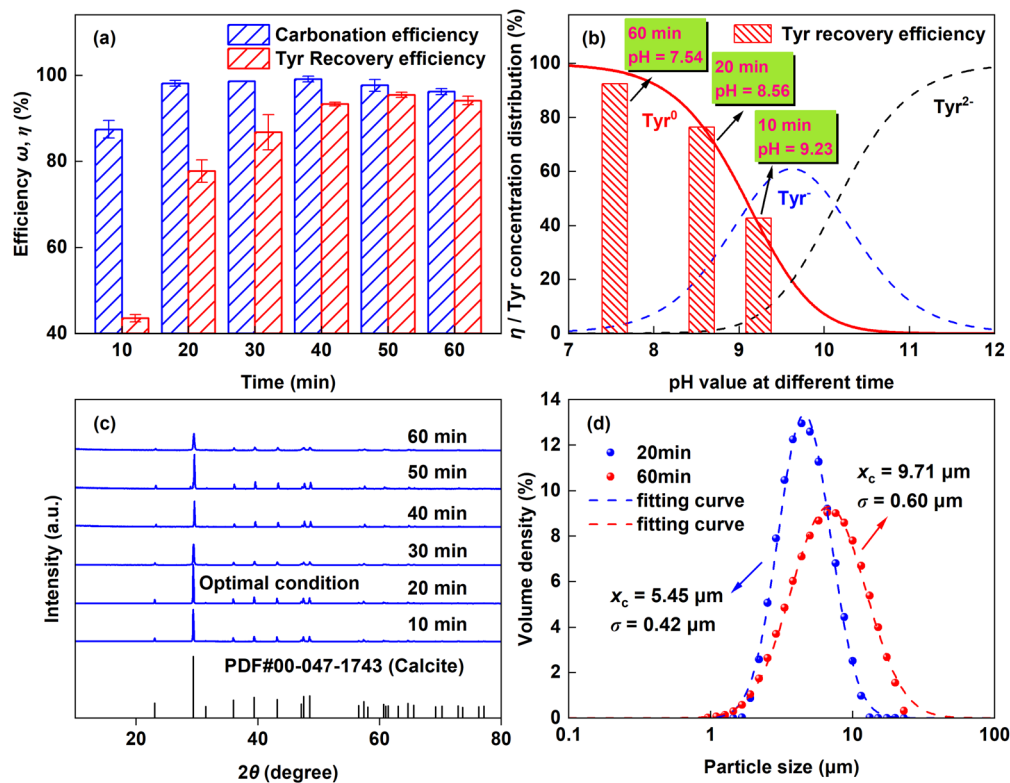 (a)
Carbonation efficiency
Tyr Recovery efficiency
Efficiency ω, η (%)
100
80
60
40
10 20 30 40 50 60
Time (min)
(b)
Tyr recovery efficiency
60 min
pH = 7.54
20 min
pH = 8.56
10 min
pH = 9.23
Tyr⁰
Tyr⁻
Tyr²⁻
η / Tyr concentration distribution (%)
100
80
60
40
20
0
7 8 9 10 11 12
pH value at different time
(c)
60 min
50 min
40 min
30 min
Optimal condition
20 min
10 min
PDF#00-047-1743 (Calcite)
Intensity (a.u.)
20 40 60 80
2θ (degree)
(d)
20min
60min
fitting curve
fitting curve
x_c = 9.71 μm
σ = 0.60 μm
x_c = 5.45 μm
σ = 0.42 μm
Volume density (%)
14
12
10
8
6
4
2
0
0.1 1 10 100
Particle size (μm)